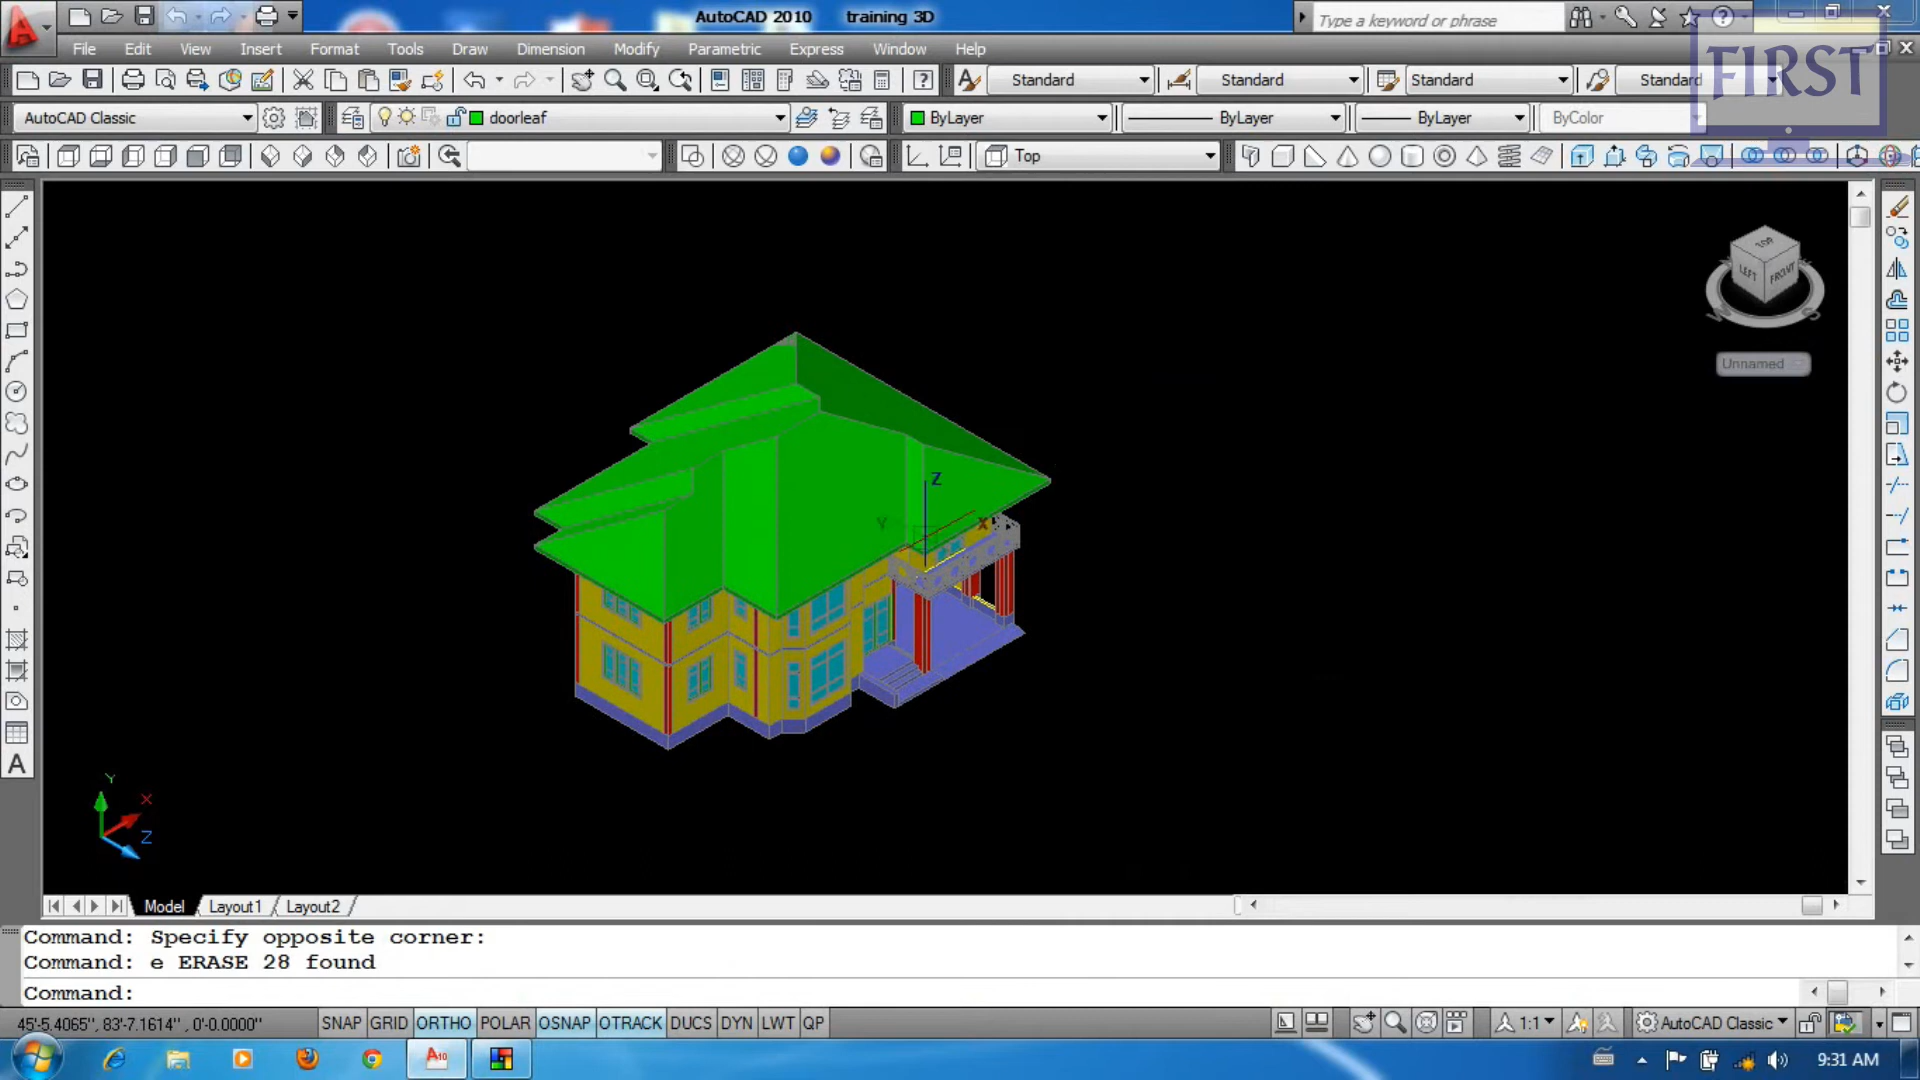 AutoCAD 2010 training 3D
Type a keyword or phrase
File Edit View Insert Format Tools Draw Dimension Modify Parametric Express Window Help
FIRST
Standard Standard Standard Standard
AutoCAD Classic doorleaf ByLayer ByLayer ByLayer ByColor
Top
TOP
LEFT FRONT
W S
Unnamed
Z
Y X
Y
X
Z
A
Model Layout1 Layout2
Command: Specify opposite corner:
Command: e ERASE 28 found
Command:
45'-5.4065", 83'-7.1614" , 0'-0.0000" SNAP GRID ORTHO POLAR OSNAP OTRACK DUCS DYN LWT QP 1:1 AutoCAD Classic
9:31 AM